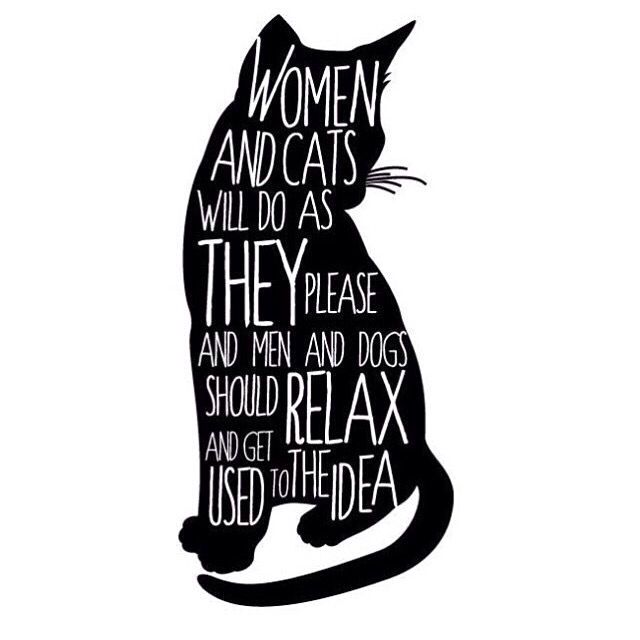 WOMEN
AND CATS
WILL DO AS
THEY PLEASE
AND MEN AND DOGS
SHOULD RELAX
AND GET
USED TO THE IDEA